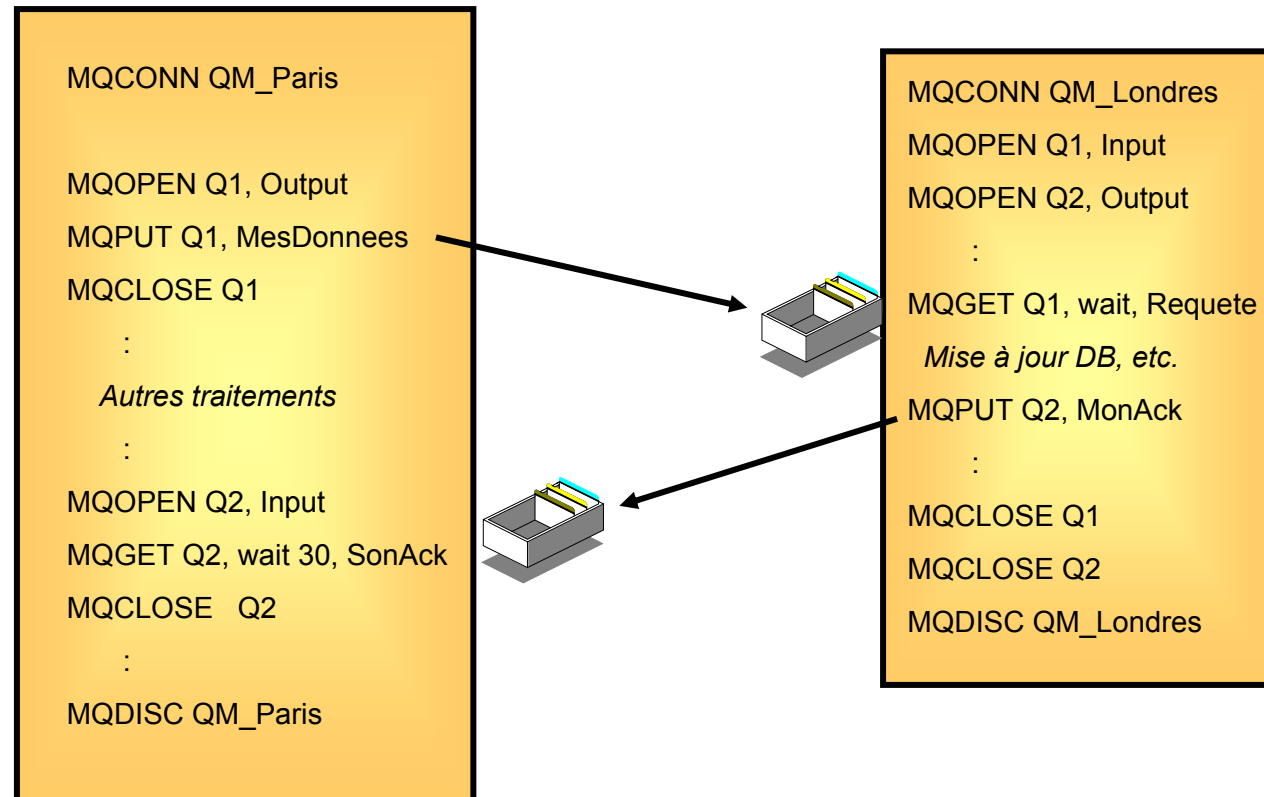 MQCONN QM_Paris
MQOPEN Q1, Output
MQPUT Q1, MesDonnees
MQCLOSE Q1
:
Autres traitements
:
MQOPEN Q2, Input
MQGET Q2, wait 30, SonAck
MQCLOSE Q2
:
MQDISC QM_Paris
MQCONN QM_Londres
MQOPEN Q1, Input
MQOPEN Q2, Output
:
MQGET Q1, wait, Requete
Mise à jour DB, etc.
MQPUT Q2, MonAck
:
MQCLOSE Q1
MQCLOSE Q2
MQDISC QM_Londres